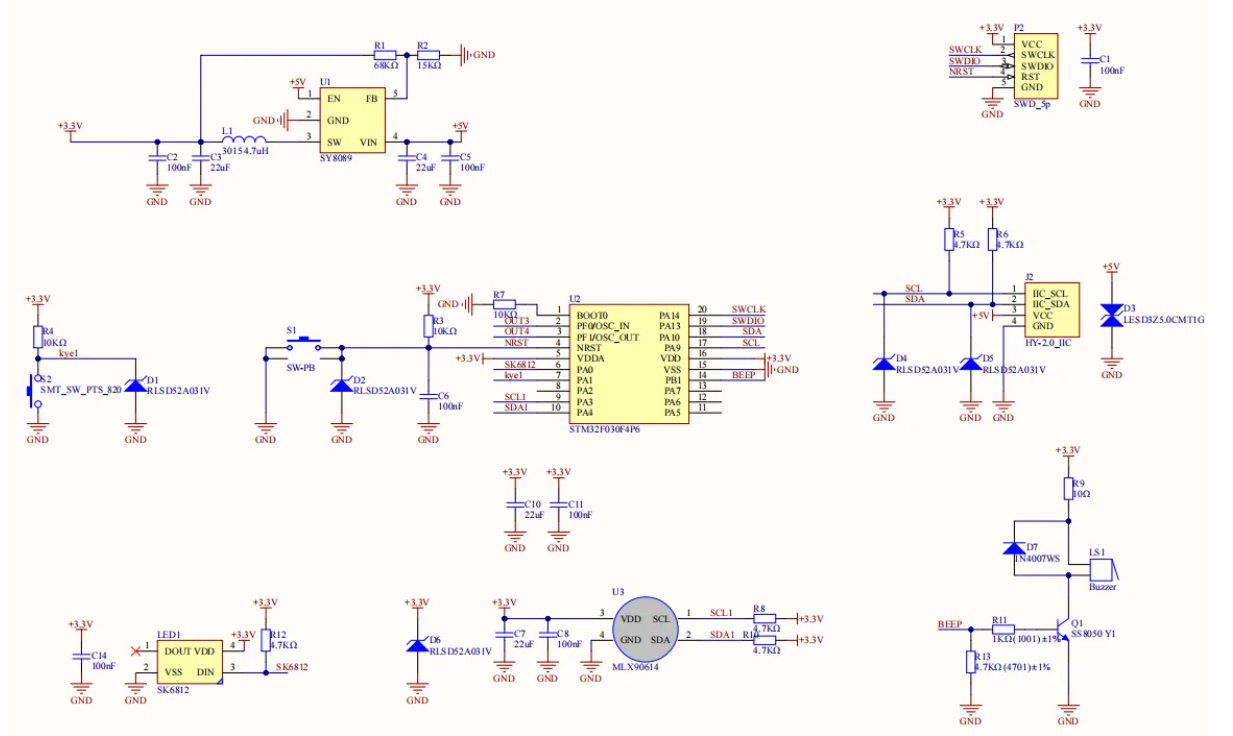 R1
68KΩ
R2
15KΩ
GND
+5V
U1
1 EN FB 5
GND 2 GND
3 SW VIN 4
SY8089
+3.3V
L1
3015 4.7uH
C2
100nF
C3
22uF
+5V
C4
22uF
C5
100nF
GND
GND
GND
GND
+3.3V
P2
SWCLK
SWDIO
NRST
1 VCC
2 SWCLK
3 SWDIO
4 RST
5 GND
SWD_5p
GND
+3.3V
C1
100nF
GND
+3.3V
+3.3V
R5
4.7KΩ
R6
4.7KΩ
J2
SCL 1 IIC_SCL
SDA 2 IIC_SDA
+5V 3 VCC
4 GND
HY-2.0_IIC
D4
RLSD52A031V
D5
RLSD52A031V
GND
GND
GND
+5V
D3
LESD3Z5.0CMT1G
GND
+3.3V
R4
10KΩ
kye1
S2
SMT_SW_PTS_820
D1
RLSD52A031V
GND
GND
S1
SW-PB
D2
RLSD52A031V
+3.3V
R3
10KΩ
C6
100nF
GND
GND
GND
GND
R7
10KΩ
U2
1 BOOT0 PA14 20 SWCLK
OUT3 2 PF0/OSC_IN PA13 19 SWDIO
OUT4 3 PF1/OSC_OUT PA10 18 SDA
NRST 4 NRST PA9 17 SCL
+3.3V 5 VDDA VDD 16 +3.3V
SK6812 6 PA0 VSS 15 GND
kye1 7 PA1 PB1 14 BEEP
8 PA2 PA7 13
SCL1 9 PA3 PA6 12
SDA1 10 PA4 PA5 11
STM32F030F4P6
+3.3V
+3.3V
C10
22uF
C11
100nF
GND
GND
+3.3V
R9
10Ω
D7
1N4007WS
LS1
Buzzer
BEEP
R11
1KΩ (1001) ±1%
Q1
SS8050 Y1
R13
4.7KΩ (4701)±1%
GND
GND
+3.3V
C14
100nF
GND
LED1
1 DOUT VDD 4 +3.3V
2 VSS DIN 3 SK6812
SK6812
GND
+3.3V
R12
4.7KΩ
+3.3V
D6
RLSD52A031V
GND
+3.3V
C7
22uF
C8
100nF
GND
GND
GND
U3
3 VDD SCL 1 SCL1
4 GND SDA 2 SDA1
MLX90614
R8
4.7KΩ
+3.3V
R10
4.7KΩ
+3.3V